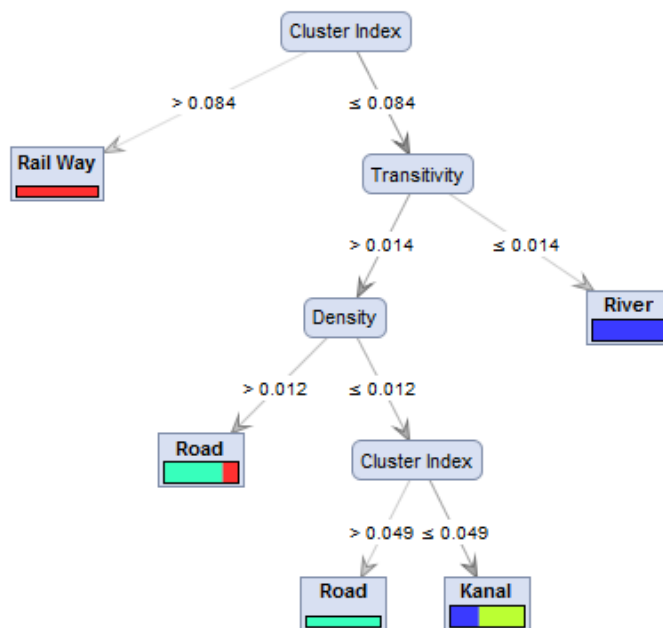 Cluster Index
> 0.084
≤ 0.084
Rail Way
Transitivity
> 0.014
≤ 0.014
Density
River
> 0.012
≤ 0.012
Road
Cluster Index
> 0.049
≤ 0.049
Road
Kanal